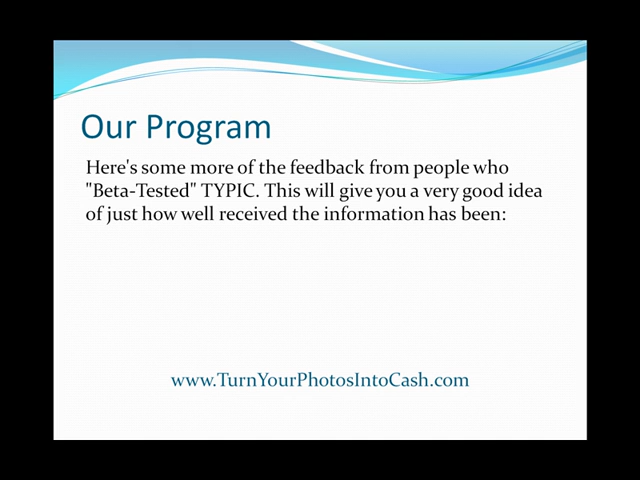 Our Program
Here's some more of the feedback from people who
"Beta-Tested" TYPIC. This will give you a very good idea
of just how well received the information has been:
www.TurnYourPhotosIntoCash.com